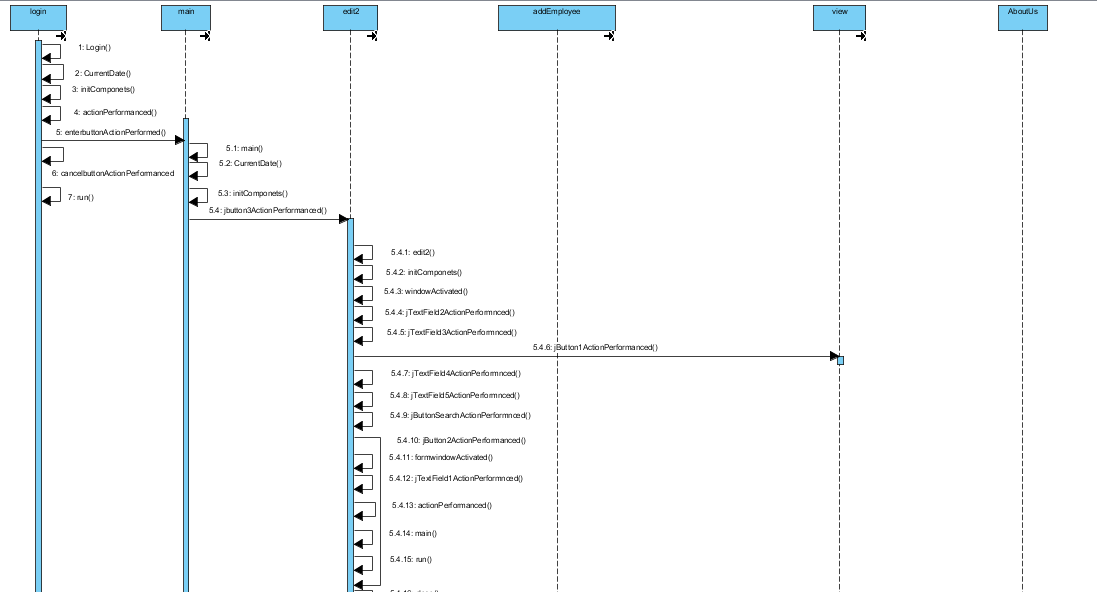 login
main
edit2
addEmployee
view
AboutUs
1: Login()
2: CurrentDate()
3: initComponets()
4: actionPerformanced()
5: enterbuttonActionPerformed()
5.1: main()
5.2: CurrentDate()
6: cancelbuttonActionPerformanced
5.3: initComponets()
7: run()
5.4: jbutton3ActionPerformanced()
5.4.1: edit2()
5.4.2: initComponets()
5.4.3: windowActivated()
5.4.4: jTextField2ActionPerformnced()
5.4.5: jTextField3ActionPerformnced()
5.4.6: jButton1ActionPerformanced()
5.4.7: jTextField4ActionPerformnced()
5.4.8: jTextField5ActionPerformnced()
5.4.9: jButtonSearchActionPerformnced()
5.4.10: jButton2ActionPerformanced()
5.4.11: formwindowActivated()
5.4.12: jTextField1ActionPerformnced()
5.4.13: actionPerformanced()
5.4.14: main()
5.4.15: run()